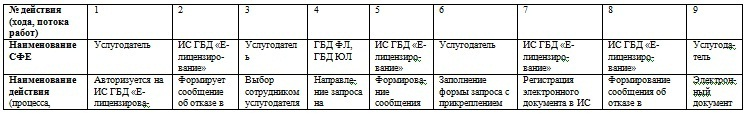 № действия (хода, потока работ) 1 2 3 4 5 6 7 8 9
Наименование СФЕ
Услугодатель
ИС ГБД «Е-лицензиро-вание»
Услугодатель
ГБД ФЛ, ГБД ЮЛ
ИС ГБД «Е-лицензиро-вание»
Услугодатель
ИС ГБД «Е-лицензиро-вание»
ИС ГБД «Е-лицензиро-вание»
Услуго-датель
Наименование действия (процесса,
Авторизуется на ИС ГБД «Е-лицензирова-
Формирует сообщение об отказе в
Выбор сотрудником услугодателя
Направле-ние запроса на
Формирова-ние сообщения
Заполнение формы запроса с прикреплением
Регистрация электронного документа в ИС
Формирование сообщения об отказе в
Электрон-ный документ